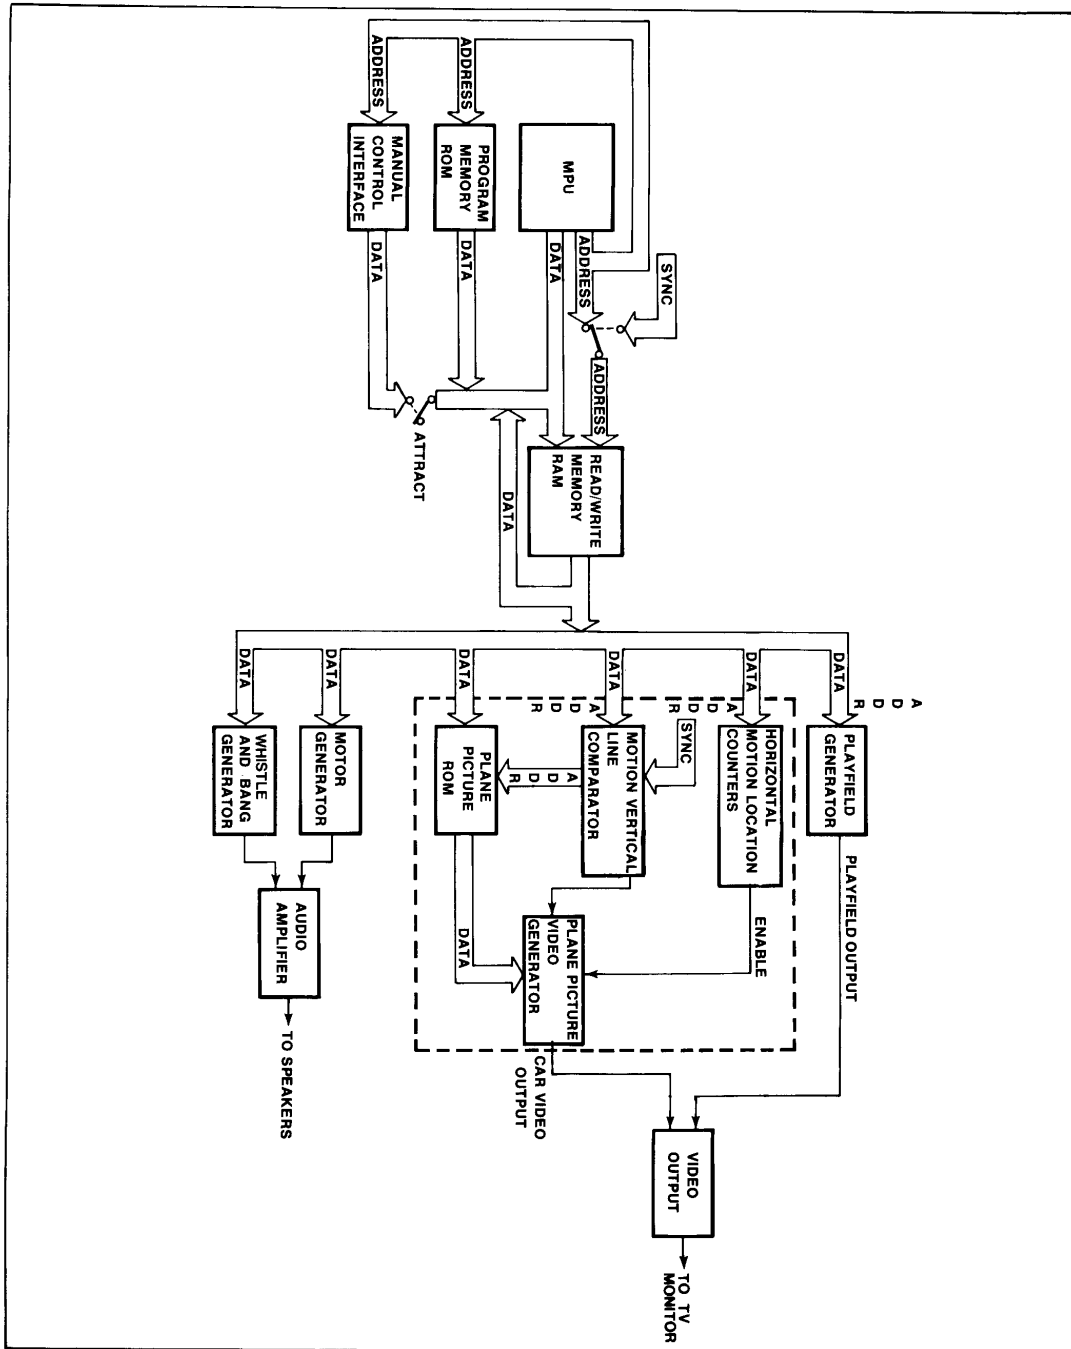 ADDRESS
ADDRESS
MANUAL
CONTROL
INTERFACE
PROGRAM
MEMORY
ROM
MPU
DATA
DATA
DATA
ADDRESS
SYNC
ADDRESS
ATTRACT
READ/WRITE
MEMORY
RAM
DATA
DATA
DATA
DATA
DATA
DATA
DATA
ADDR
ADDR
ADDR
WHISTLE
AND BANG
GENERATOR
MOTOR
GENERATOR
PLANE
PICTURE
ROM
ADDR
MOTION VERTICAL
LINE
COMPARATOR
SYNC
HORIZONTAL
MOTION LOCATION
COUNTERS
PLAYFIELD
GENERATOR
AUDIO
AMPLIFIER
TO SPEAKERS
DATA
PLANE PICTURE
VIDEO
GENERATOR
ENABLE
PLAYFIELD OUTPUT
CAR VIDEO
OUTPUT
VIDEO
OUTPUT
TO TV
MONITOR